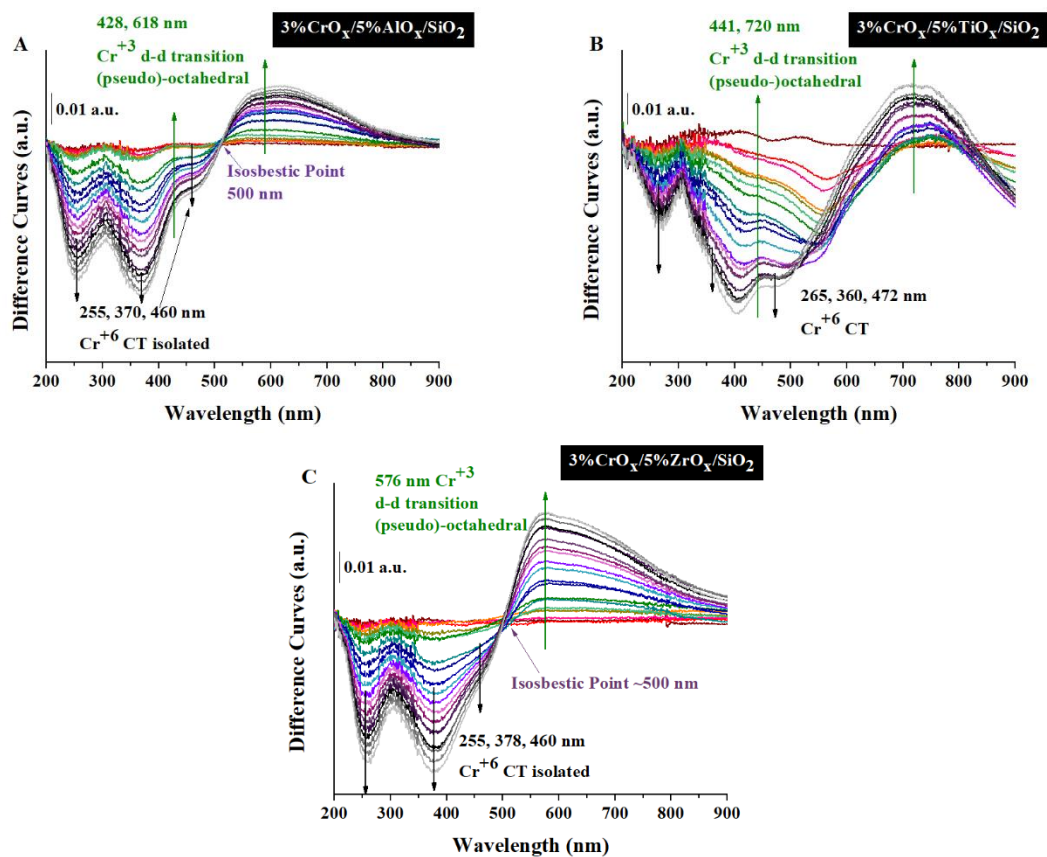 A
3%CrOx/5%AlOx/SiO2
428, 618 nm
Cr+3 d-d transition
(pseudo)-octahedral
0.01 a.u.
Isosbestic Point
500 nm
255, 370, 460 nm
Cr+6 CT isolated
Difference Curves (a.u.)
200 300 400 500 600 700 800 900
Wavelength (nm)
B
3%CrOx/5%TiOx/SiO2
441, 720 nm
Cr+3 d-d transition
(pseudo-)octahedral
0.01 a.u.
265, 360, 472 nm
Cr+6 CT
Difference Curves (a.u.)
200 300 400 500 600 700 800 900
Wavelength (nm)
C
3%CrOx/5%ZrOx/SiO2
576 nm Cr+3
d-d transition
(pseudo)-octahedral
0.01 a.u.
Isosbestic Point ~500 nm
255, 378, 460 nm
Cr+6 CT isolated
Difference Curves (a.u.)
200 300 400 500 600 700 800 900
Wavelength (nm)